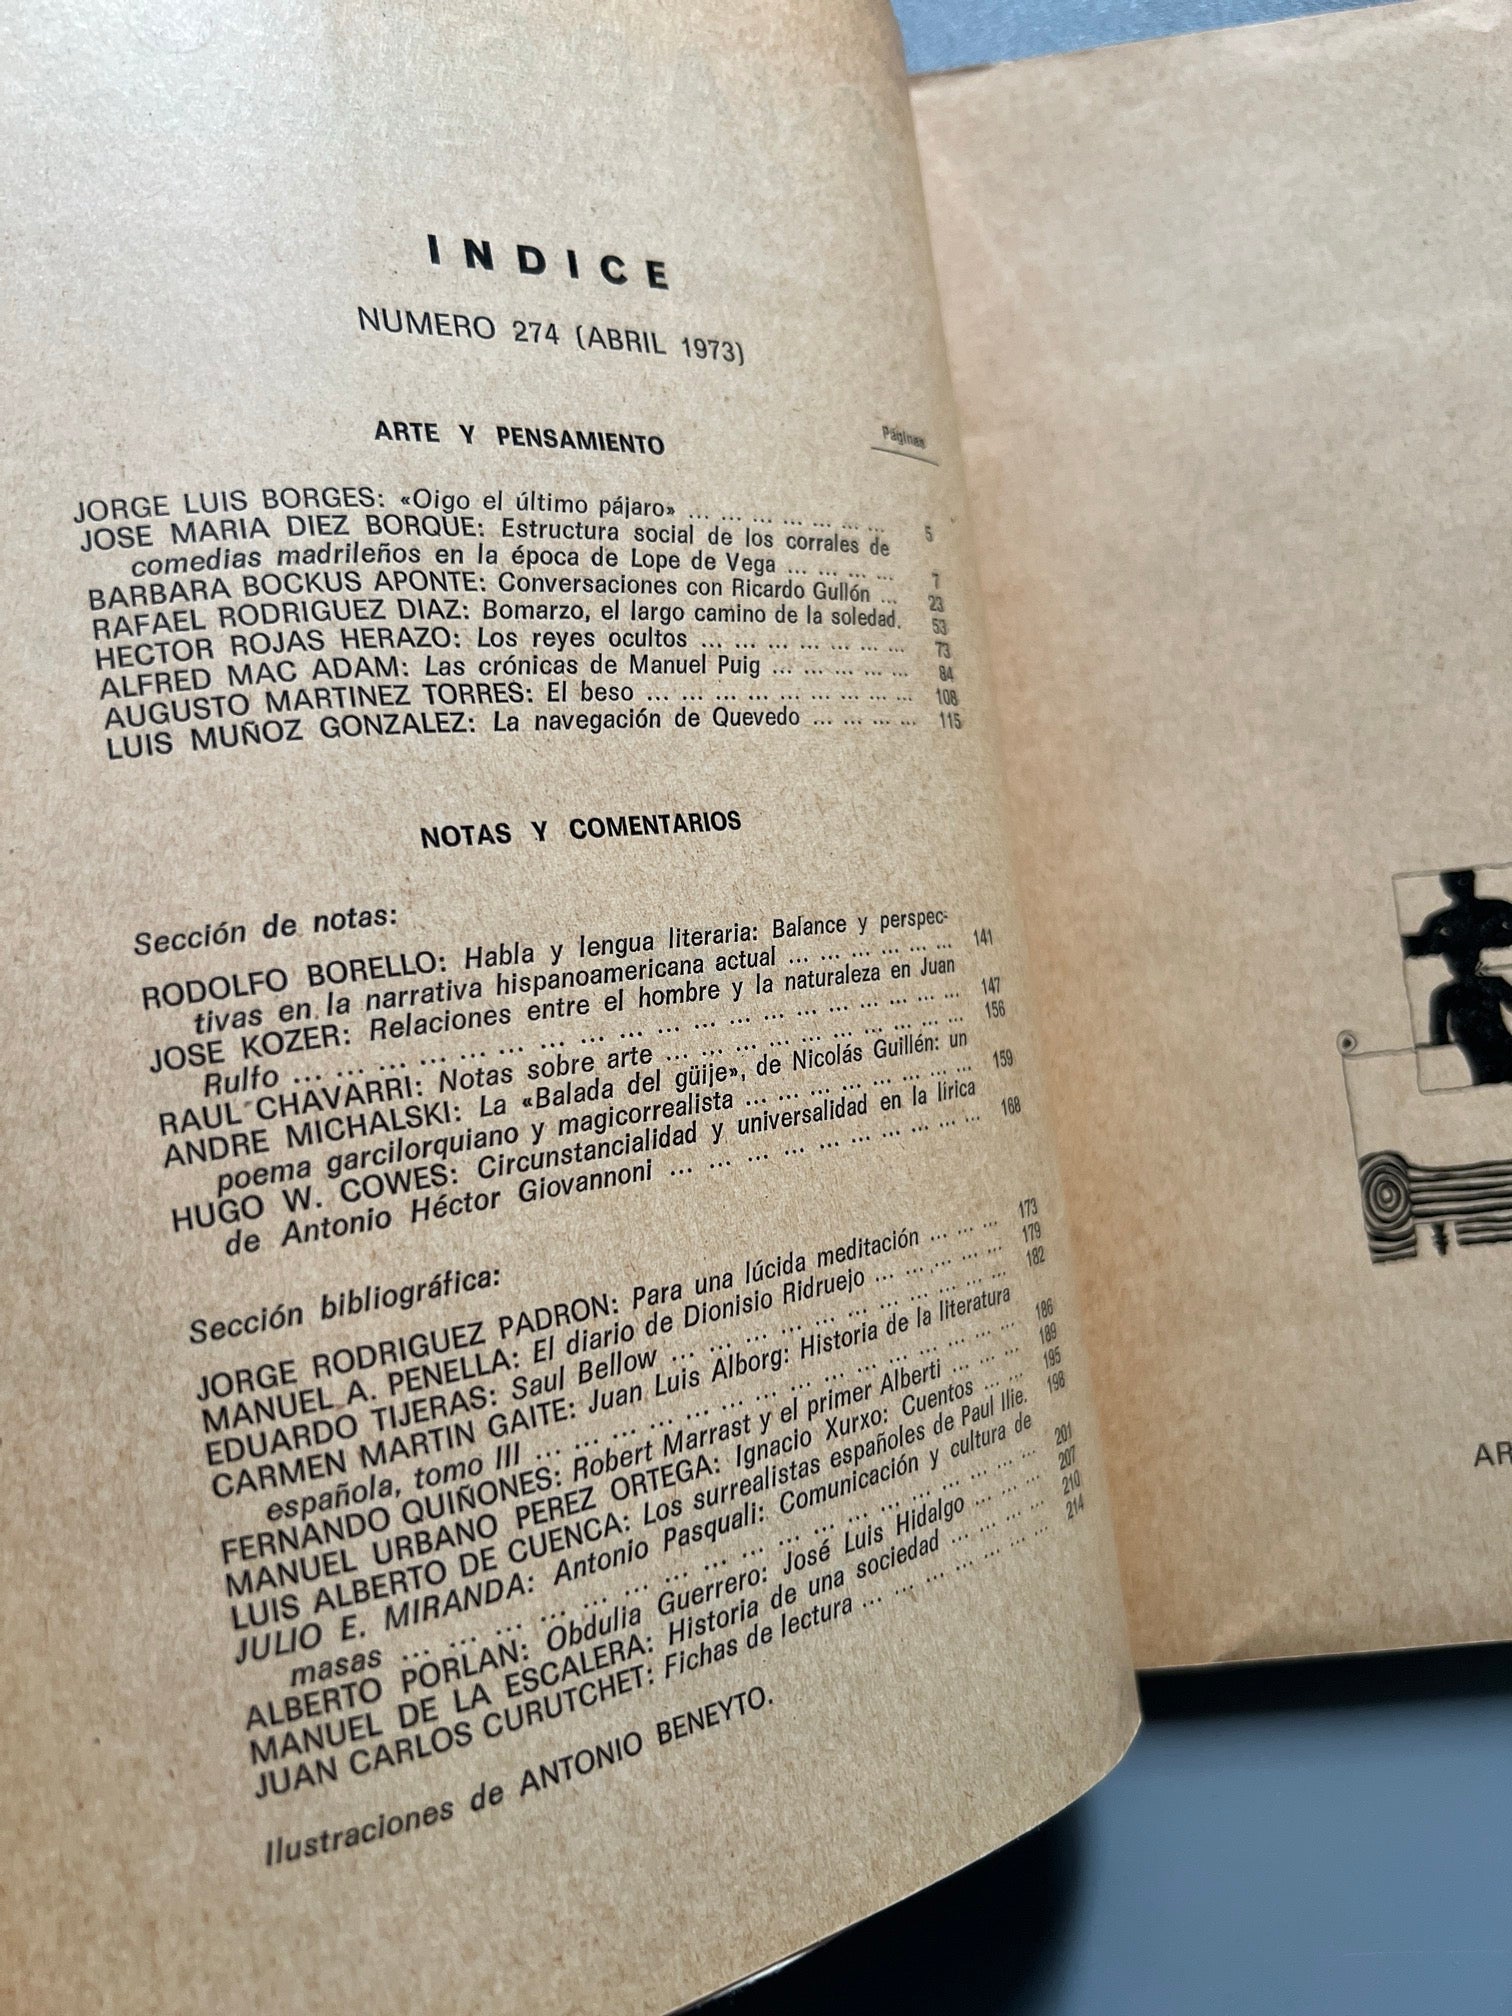 INDICE
NUMERO 274 (ABRIL 1973)
ARTE Y PENSAMIENTO
Páginas
JORGE LUIS BORGES: «Oigo el último pájaro» ... ... ... ... ... ... ... 5
JOSE MARIA DIEZ BORQUE: Estructura social de los corrales de
comedias madrileños en la época de Lope de Vega ... ... ... ... 7
BARBARA BOCKUS APONTE: Conversaciones con Ricardo Gullón ... 23
RAFAEL RODRIGUEZ DIAZ: Bomarzo, el largo camino de la soledad. 53
HECTOR ROJAS HERAZO: Los reyes ocultos ... ... ... ... ... ... ... ... 73
ALFRED MAC ADAM: Las crónicas de Manuel Puig ... ... ... ... ... 84
AUGUSTO MARTINEZ TORRES: El beso ... ... ... ... ... ... ... ... ... ... 108
LUIS MUÑOZ GONZALEZ: La navegación de Quevedo ... ... ... ... 115
NOTAS Y COMENTARIOS
Sección de notas:
RODOLFO BORELLO: Habla y lengua literaria: Balance y perspec-
tivas en la narrativa hispanoamericana actual ... ... ... ... ... ... 141
JOSE KOZER: Relaciones entre el hombre y la naturaleza en Juan
Rulfo ... ... ... ... ... ... ... ... ... ... ... ... ... ... ... ... ... 147
RAUL CHAVARRI: Notas sobre arte ... ... ... ... ... ... ... ... ... ... 156
ANDRE MICHALSKI: La «Balada del güije», de Nicolás Guillén: un
poema garcilorquiano y magicorrealista ... ... ... ... ... ... ... ... 159
HUGO W. COWES: Circunstancialidad y universalidad en la lírica
de Antonio Héctor Giovannoni ... ... ... ... ... ... ... ... ... 168
Sección bibliográfica:
JORGE RODRIGUEZ PADRON: Para una lúcida meditación ... ... ... 173
MANUEL A. PENELLA: El diario de Dionisio Ridruejo ... ... ... ... ... 179
EDUARDO TIJERAS: Saul Bellow ... ... ... ... ... ... ... ... ... ... ... 182
CARMEN MARTIN GAITE: Juan Luis Alborg: Historia de la literatura
española, tomo III ... ... ... ... ... ... ... ... ... ... ... ... ... 186
FERNANDO QUIÑONES: Robert Marrast y el primer Alberti ... ... ... 189
MANUEL URBANO PEREZ ORTEGA: Ignacio Xurxo: Cuentos ... ... 195
LUIS ALBERTO DE CUENCA: Los surrealistas españoles de Paul Ilie. 198
JULIO E. MIRANDA: Antonio Pasquali: Comunicación y cultura de
masas ... ... ... ... ... ... ... ... ... ... ... ... ... ... ... ... ... 201
ALBERTO PORLAN: Obdulia Guerrero: José Luis Hidalgo ... ... ... 207
MANUEL DE LA ESCALERA: Historia de una sociedad ... ... ... ... 210
JUAN CARLOS CURUTCHET: Fichas de lectura ... ... ... ... ... ... ... 214
Ilustraciones de ANTONIO BENEYTO.
AR